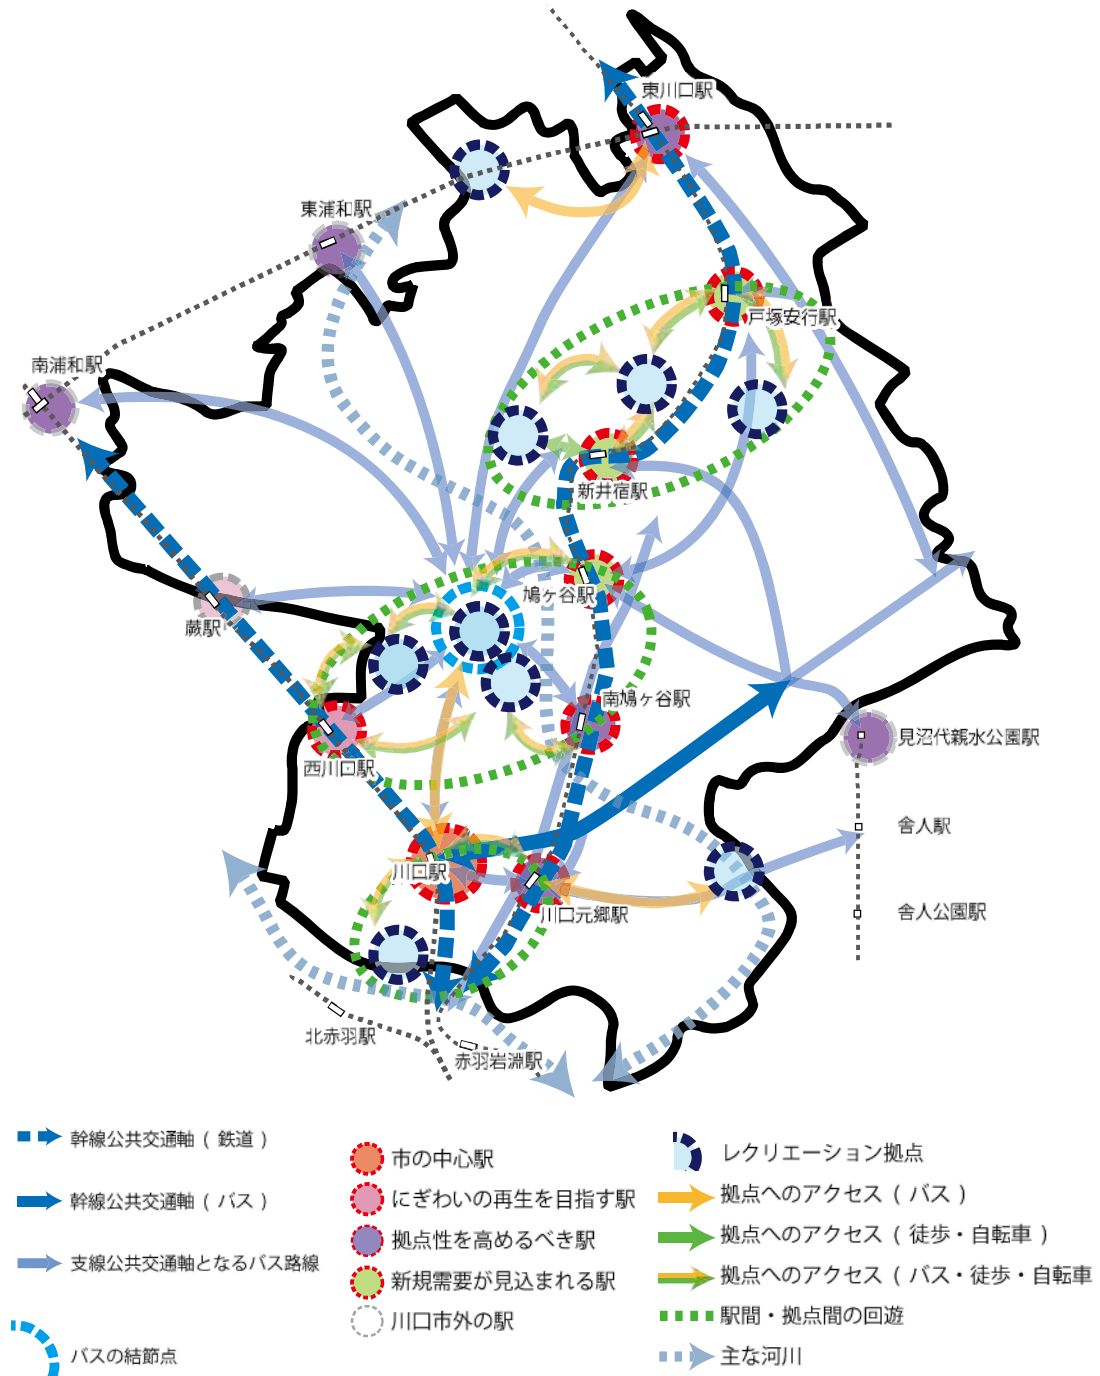 東川口駅
東浦和駅
戸塚安行駅
南浦和駅
新井宿駅
鳩ヶ谷駅
蕨駅
南鳩ヶ谷駅
見沼代親水公園駅
西川口駅
舎人駅
川口駅
川口元郷駅
舎人公園駅
北赤羽駅
赤羽岩淵駅
幹線公共交通軸 ( 鉄道 )
幹線公共交通軸 ( バス )
支線公共交通軸となるバス路線
バスの結節点
市の中心駅
にぎわいの再生を目指す駅
拠点性を高めるべき駅
新規需要が見込まれる駅
川口市外の駅
レクリエーション拠点
拠点へのアクセス ( バス )
拠点へのアクセス ( 徒歩・自転車 )
拠点へのアクセス ( バス・徒歩・自転車
駅間・拠点間の回遊
主な河川